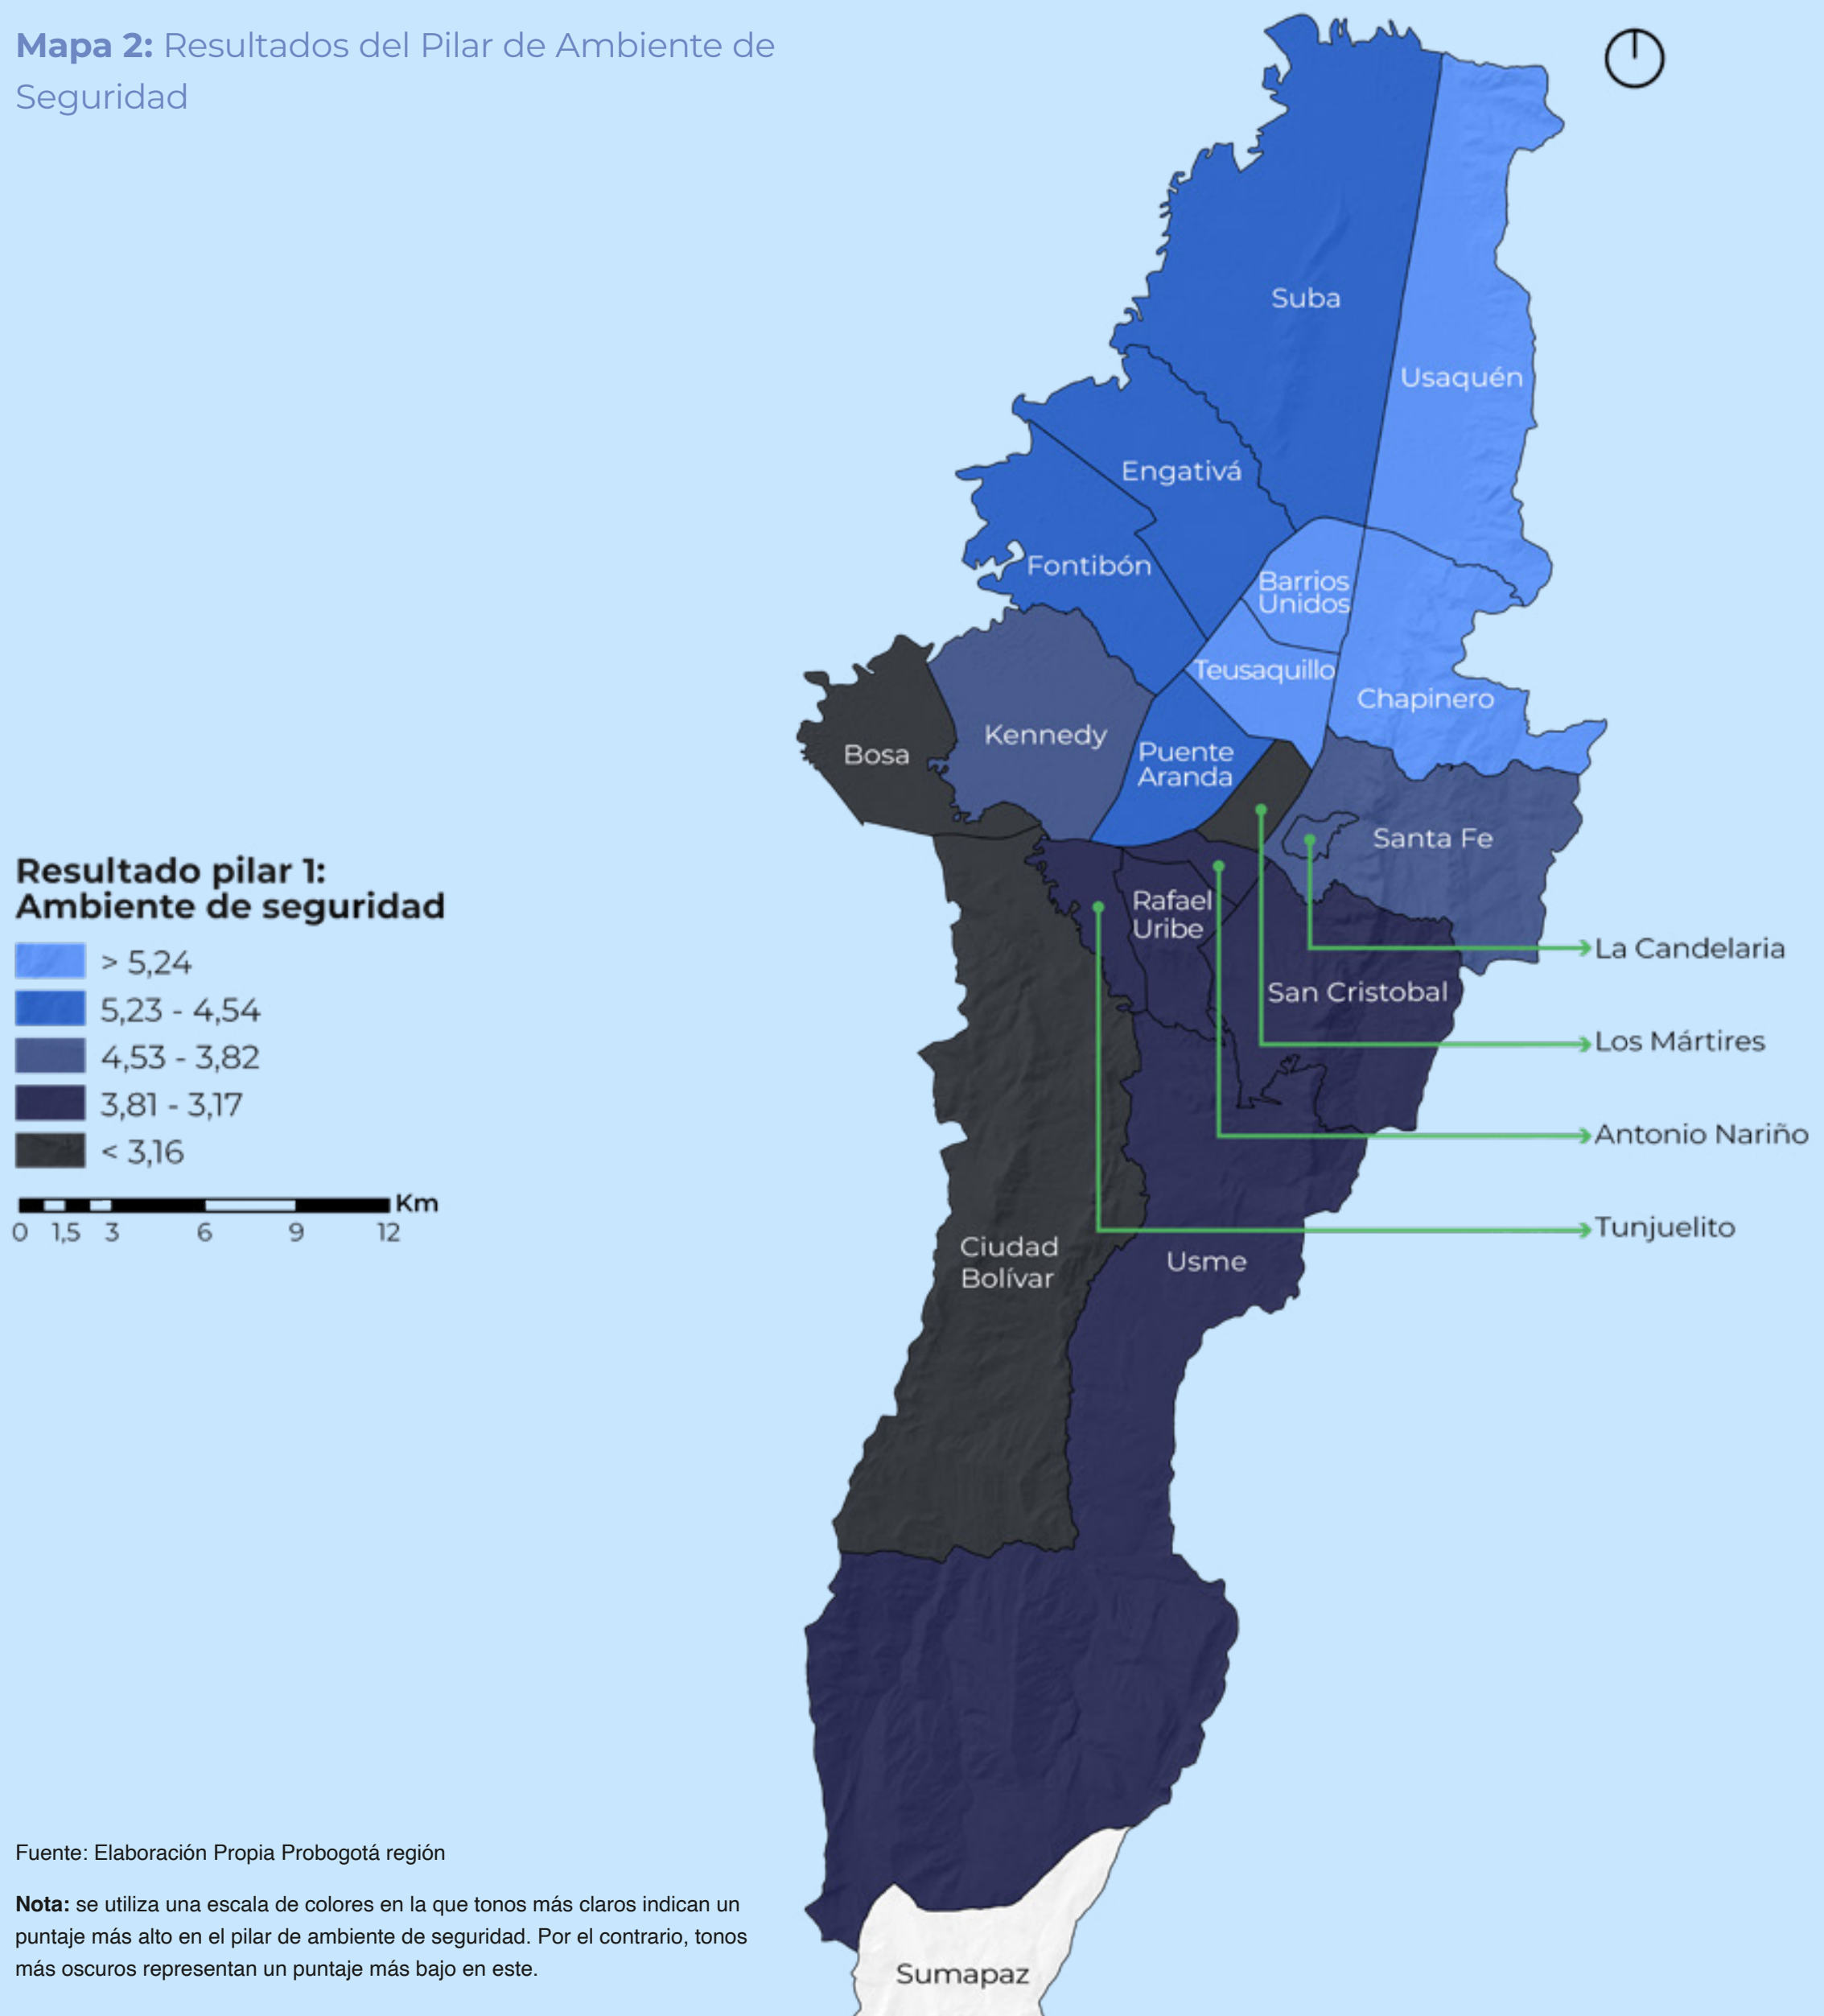 Mapa 2: Resultados del Pilar de Ambiente de
Seguridad
Suba
Usaquén
Engativá
Fontibón
Barrios
Unidos
Teusaquillo
Chapinero
Kennedy
Bosa
Puente
Aranda
Santa Fe
Resultado pilar 1:
Ambiente de seguridad
> 5,24
5,23 - 4,54
4,53 - 3,82
3,81 - 3,17
< 3,16
Km
0 1,5 3 6 9 12
Rafael
Uribe
La Candelaria
San Cristobal
Los Mártires
Antonio Nariño
Tunjuelito
Ciudad
Bolívar
Usme
Fuente: Elaboración Propia Probogotá región
Nota: se utiliza una escala de colores en la que tonos más claros indican un
puntaje más alto en el pilar de ambiente de seguridad. Por el contrario, tonos
más oscuros representan un puntaje más bajo en este.
Sumapaz